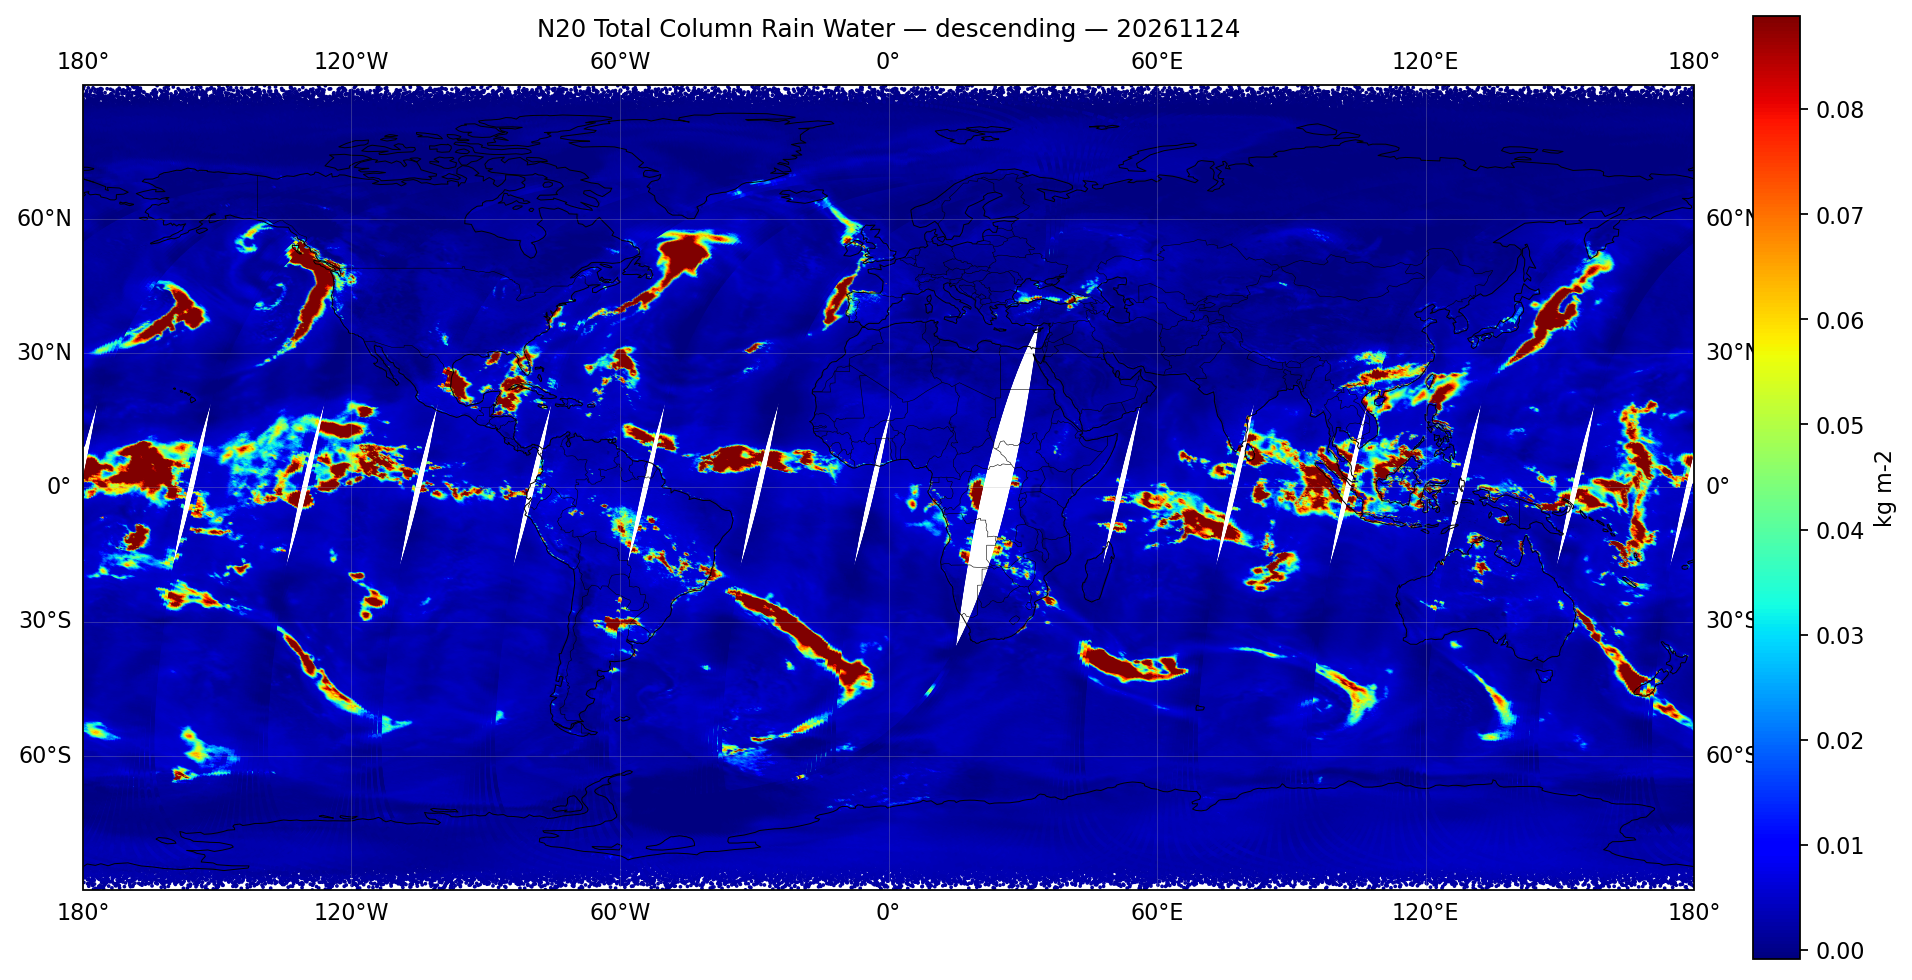 N20 Total Column Rain Water — descending — 20261124
180° 120°W 60°W 0° 60°E 120°E 180°
60°N 60°N
30°N 30°N
0° 0°
30°S 30°S
60°S 60°S
180° 120°W 60°W 0° 60°E 120°E 180°
0.08
0.07
0.06
0.05
0.04
0.03
0.02
0.01
0.00
kg m-2